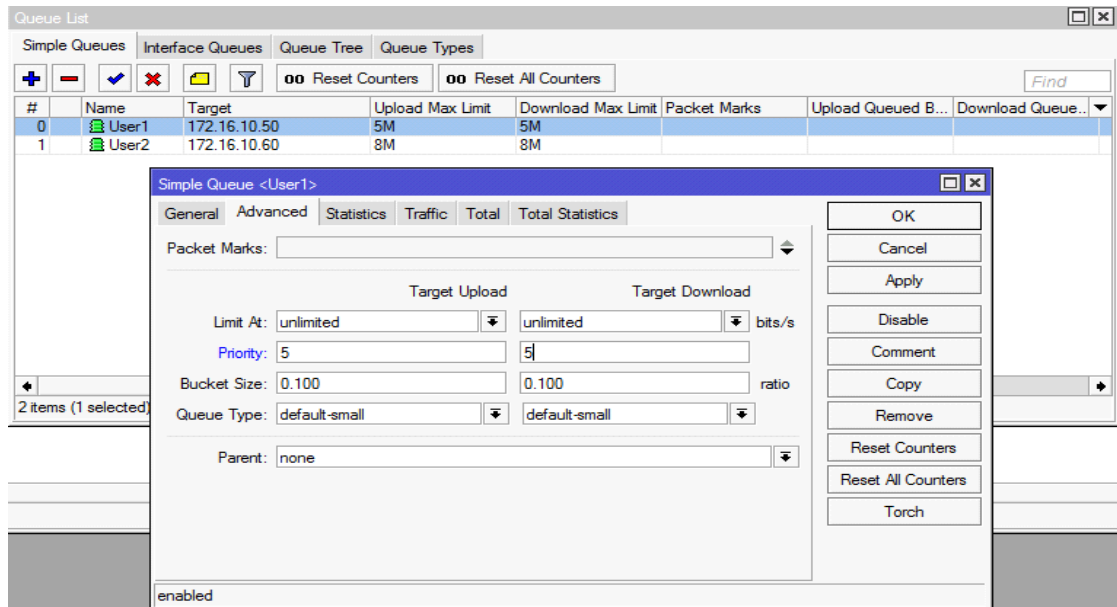 Queue List
Simple Queues Interface Queues Queue Tree Queue Types
00 Reset Counters 00 Reset All Counters Find
# Name Target Upload Max Limit Download Max Limit Packet Marks Upload Queued B... Download Queue...
0 User1 172.16.10.50 5M 5M
1 User2 172.16.10.60 8M 8M
2 items (1 selected)
Simple Queue <User1>
General Advanced Statistics Traffic Total Total Statistics
Packet Marks:
Target Upload Target Download
Limit At: unlimited unlimited bits/s
Priority: 5 5
Bucket Size: 0.100 0.100 ratio
Queue Type: default-small default-small
Parent: none
enabled
OK
Cancel
Apply
Disable
Comment
Copy
Remove
Reset Counters
Reset All Counters
Torch